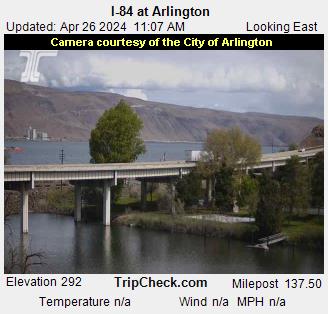 I-84 at Arlington
Updated: Apr 26 2024 11:07 AM Looking East
Camera courtesy of the City of Arlington
Elevation 292 TripCheck.com Milepost 137.50
Temperature n/a Wind n/a MPH n/a